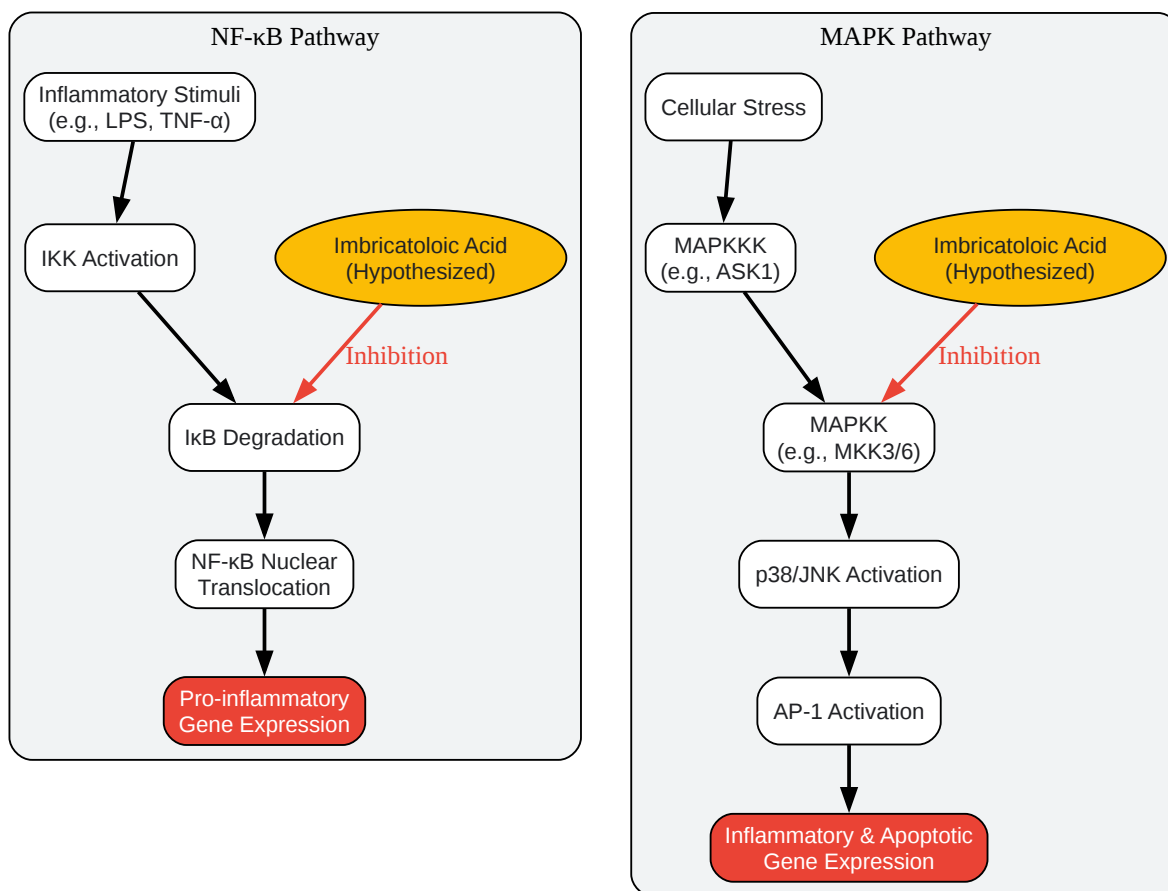 NF-κB Pathway
Inflammatory Stimuli
(e.g., LPS, TNF-α)
IKK Activation
Imbricatoloic Acid
(Hypothesized)
Inhibition
IκB Degradation
NF-κB Nuclear
Translocation
Pro-inflammatory
Gene Expression
MAPK Pathway
Cellular Stress
MAPKKK
(e.g., ASK1)
Imbricatoloic Acid
(Hypothesized)
Inhibition
MAPKK
(e.g., MKK3/6)
p38/JNK Activation
AP-1 Activation
Inflammatory & Apoptotic
Gene Expression